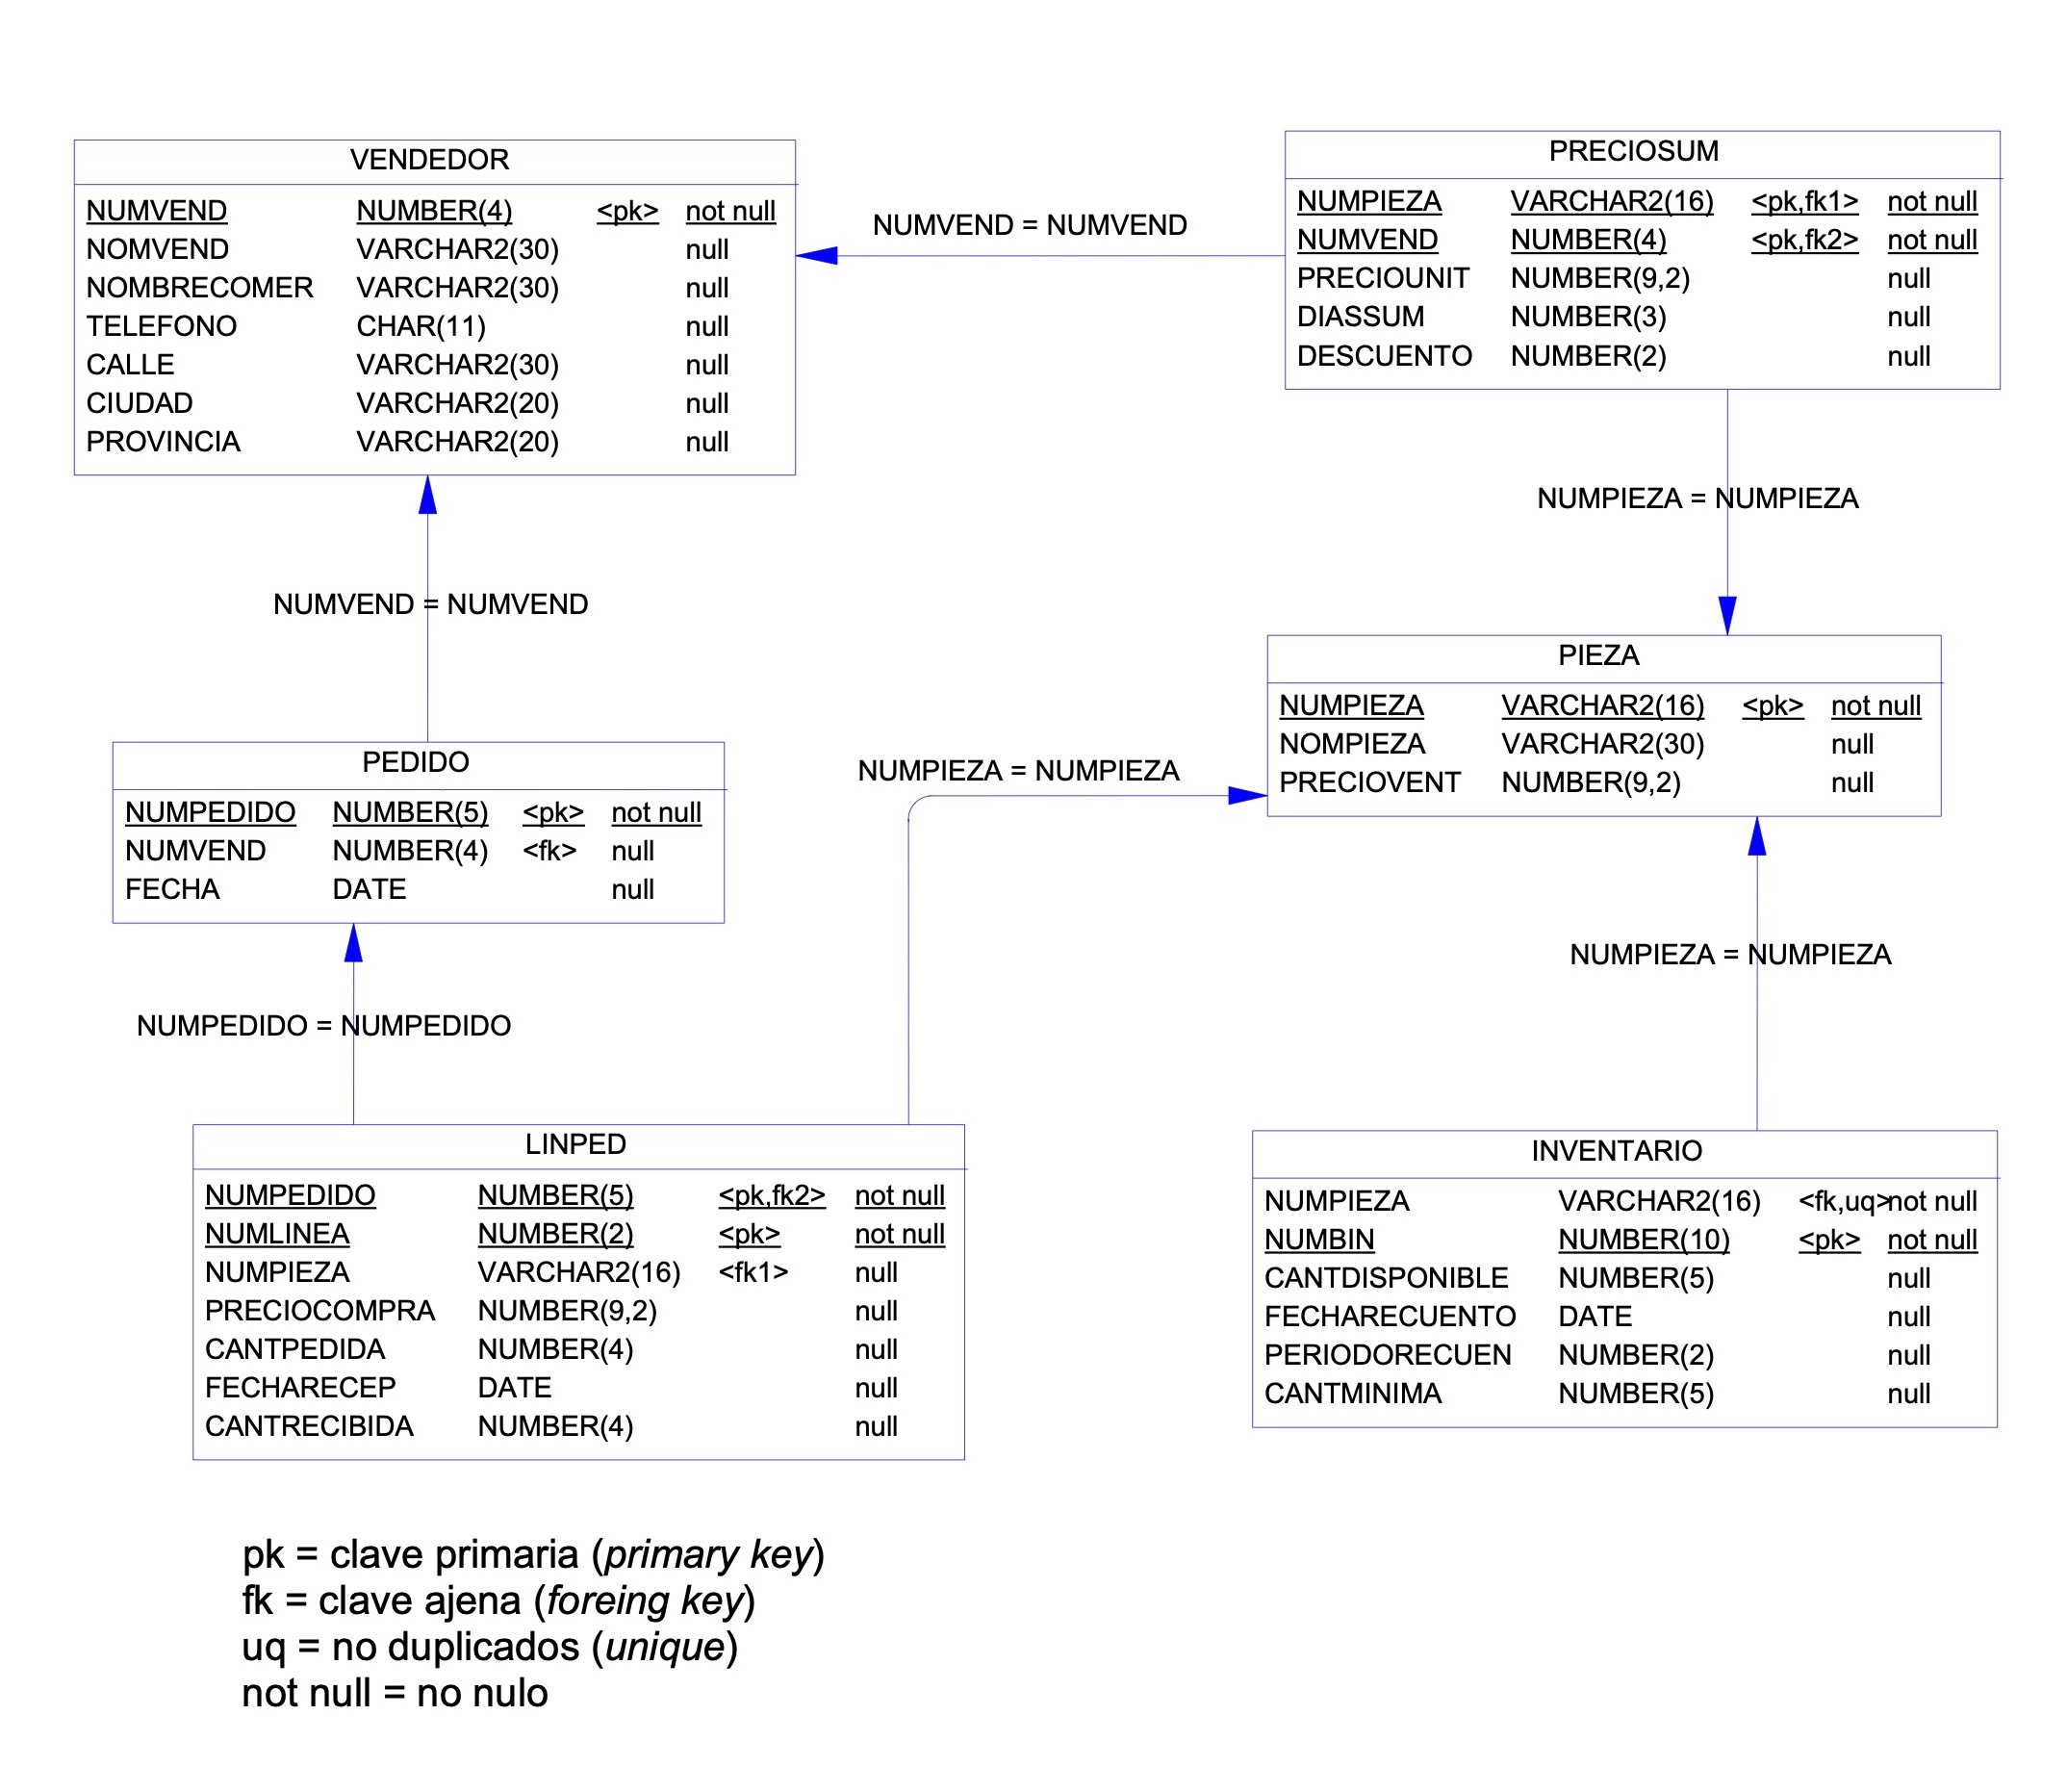 VENDEDOR
NUMVEND NUMBER(4) <pk> not null
NOMVEND VARCHAR2(30) null
NOMBRECOMER VARCHAR2(30) null
TELEFONO CHAR(11) null
CALLE VARCHAR2(30) null
CIUDAD VARCHAR2(20) null
PROVINCIA VARCHAR2(20) null
NUMVEND = NUMVEND
PRECIOSUM
NUMPIEZA VARCHAR2(16) <pk,fk1> not null
NUMVEND NUMBER(4) <pk,fk2> not null
PRECIOUNIT NUMBER(9,2) null
DIASSUM NUMBER(3) null
DESCUENTO NUMBER(2) null
NUMPIEZA = NUMPIEZA
NUMVEND = NUMVEND
PIEZA
NUMPIEZA VARCHAR2(16) <pk> not null
NOMPIEZA VARCHAR2(30) null
PRECIOVENT NUMBER(9,2) null
PEDIDO
NUMPEDIDO NUMBER(5) <pk> not null
NUMVEND NUMBER(4) <fk> null
FECHA DATE null
NUMPIEZA = NUMPIEZA
NUMPIEZA = NUMPIEZA
NUMPEDIDO = NUMPEDIDO
LINPED
NUMPEDIDO NUMBER(5) <pk,fk2> not null
NUMLINEA NUMBER(2) <pk> not null
NUMPIEZA VARCHAR2(16) <fk1> null
PRECIOCOMPRA NUMBER(9,2) null
CANTPEDIDA NUMBER(4) null
FECHARECEP DATE null
CANTRECIBIDA NUMBER(4) null
INVENTARIO
NUMPIEZA VARCHAR2(16) <fk,uq> not null
NUMBIN NUMBER(10) <pk> not null
CANTDISPONIBLE NUMBER(5) null
FECHARECUENTO DATE null
PERIODORECUEN NUMBER(2) null
CANTMINIMA NUMBER(5) null
pk = clave primaria (primary key)
fk = clave ajena (foreing key)
uq = no duplicados (unique)
not null = no nulo